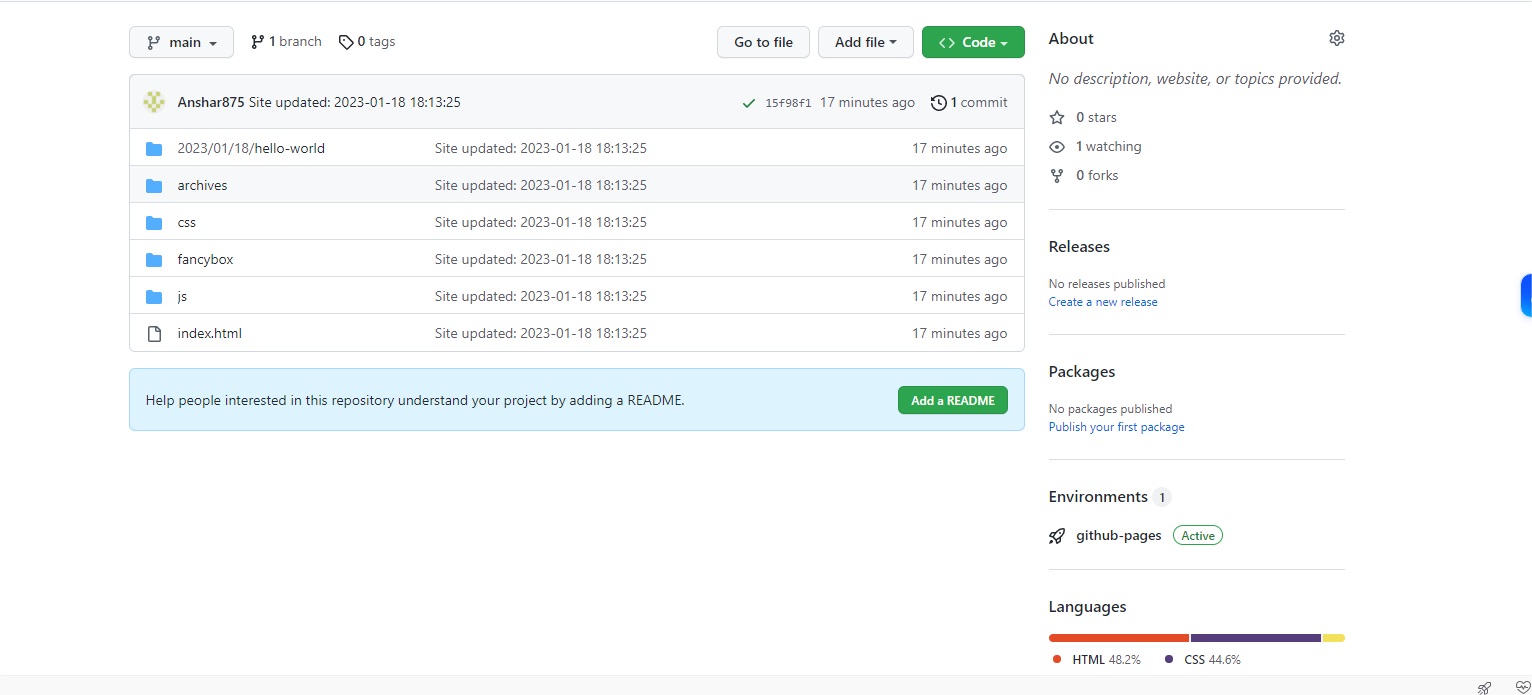 main 1 branch 0 tags Go to file Add file Code
Anshar875 Site updated: 2023-01-18 18:13:25 15f98f1 17 minutes ago 1 commit
2023/01/18/hello-world Site updated: 2023-01-18 18:13:25 17 minutes ago
archives Site updated: 2023-01-18 18:13:25 17 minutes ago
css Site updated: 2023-01-18 18:13:25 17 minutes ago
fancybox Site updated: 2023-01-18 18:13:25 17 minutes ago
js Site updated: 2023-01-18 18:13:25 17 minutes ago
index.html Site updated: 2023-01-18 18:13:25 17 minutes ago
Help people interested in this repository understand your project by adding a README. Add a README
About
No description, website, or topics provided.
0 stars
1 watching
0 forks
Releases
No releases published
Create a new release
Packages
No packages published
Publish your first package
Environments 1
github-pages Active
Languages
HTML 48.2% CSS 44.6%